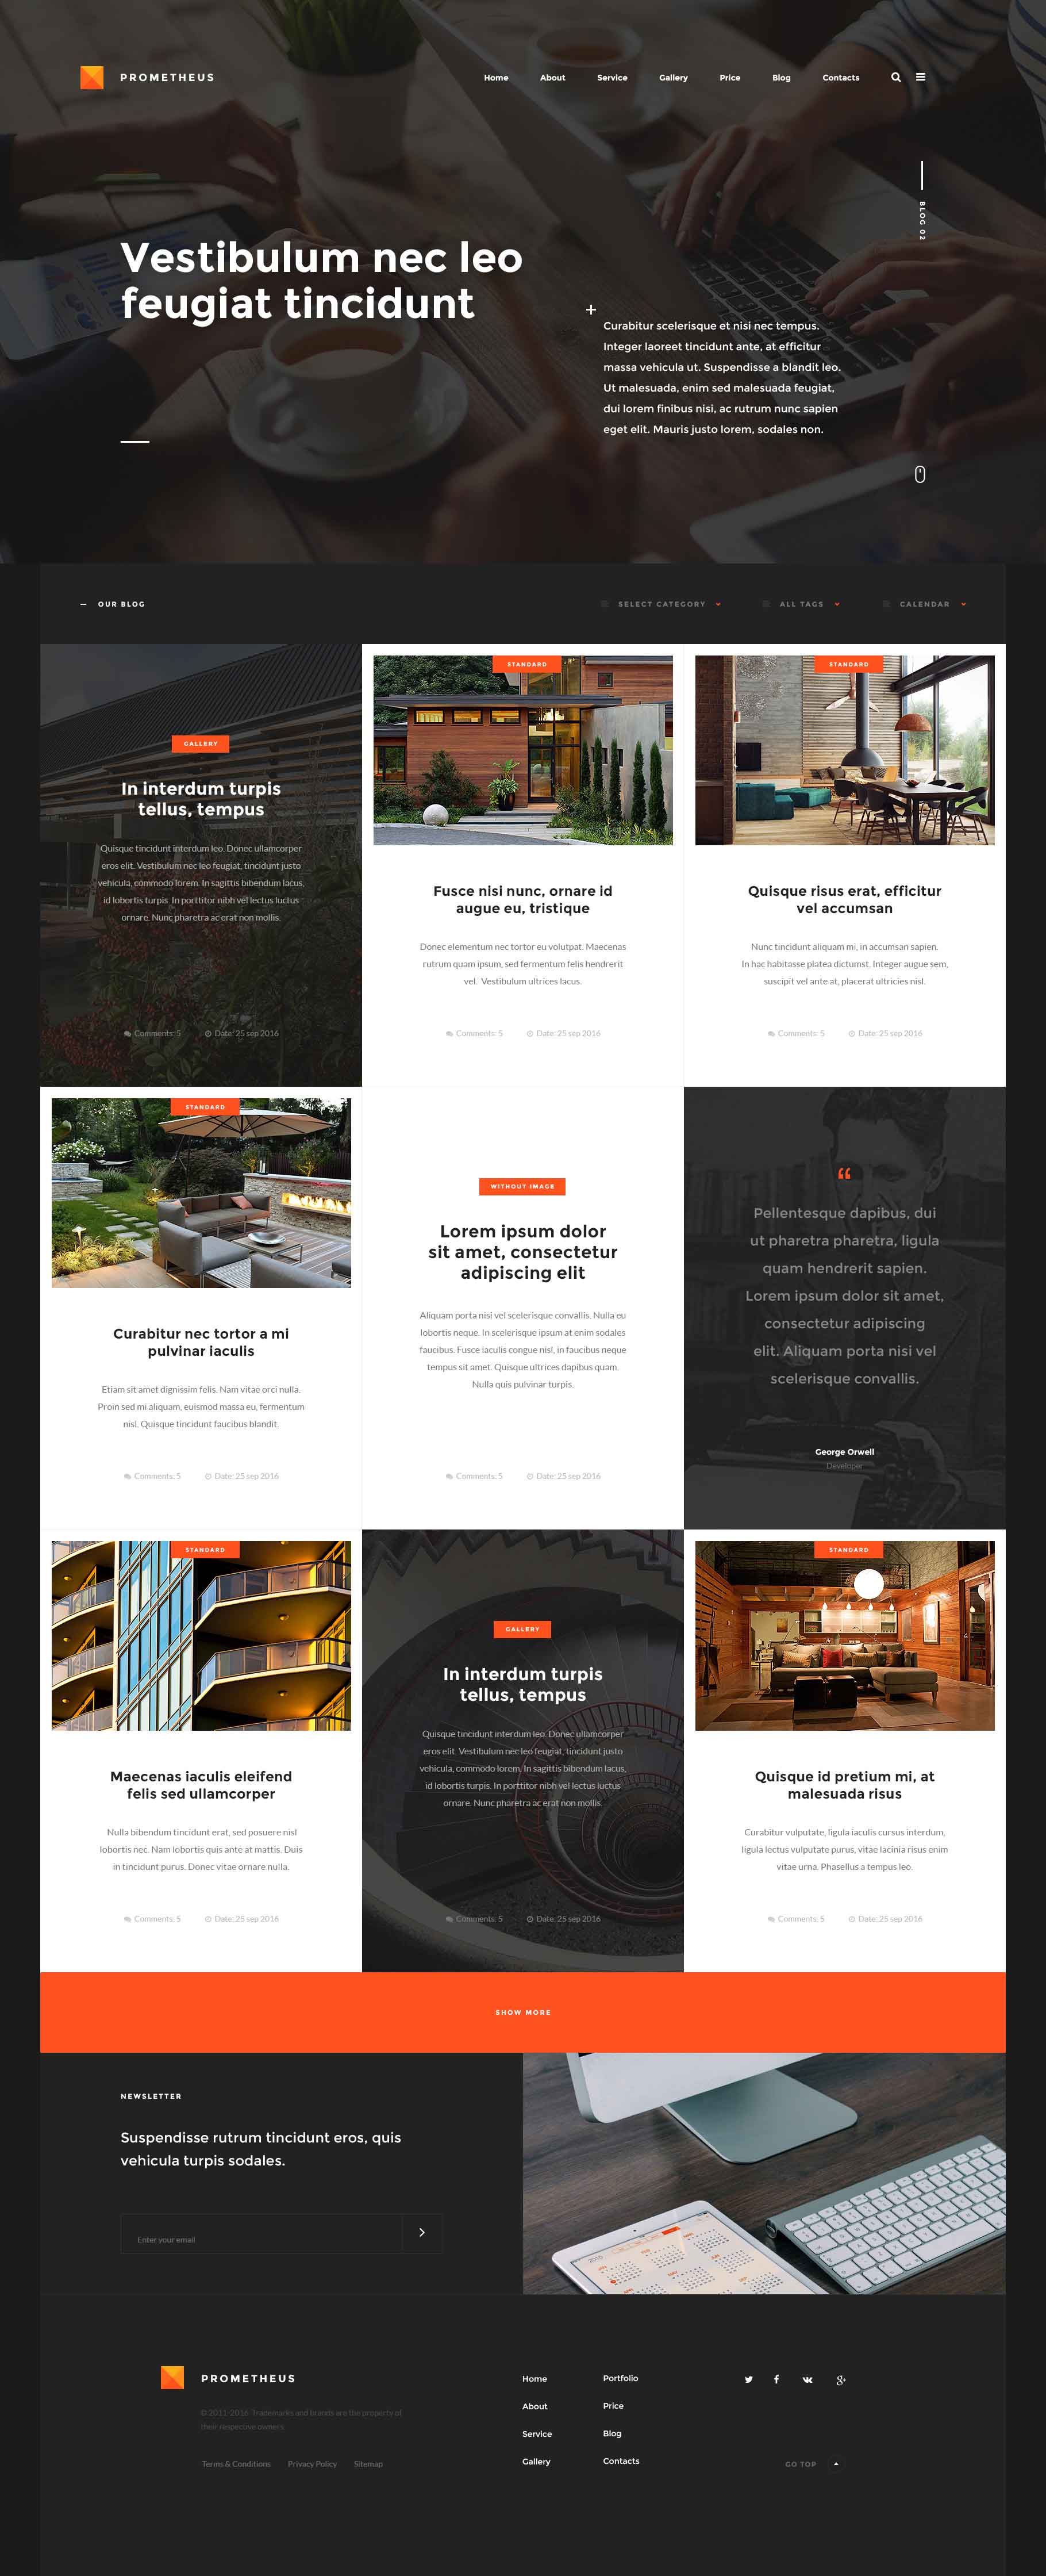 PROMETHEUS
Home About Service Gallery Price Blog Contacts
BLOG 02
Vestibulum nec leo
feugiat tincidunt
+
Curabitur scelerisque et nisi nec tempus.
Integer laoreet tincidunt ante, at efficitur
massa vehicula ut. Suspendisse a blandit leo.
Ut malesuada, enim sed malesuada feugiat,
dui lorem finibus nisi, ac rutrum nunc sapien
eget elit. Mauris justo lorem, sodales non.
OUR BLOG
SELECT CATEGORY ALL TAGS CALENDAR
GALLERY
In interdum turpis
tellus, tempus
Quisque tincidunt interdum leo. Donec ullamcorper
eros elit. Vestibulum nec leo feugiat, tincidunt justo
vehicula, commodo lorem. In sagittis bibendum lacus,
id lobortis turpis. In porttitor nibh vel lectus luctus
ornare. Nunc pharetra ac erat non mollis.
Comments: 5 Date: 25 sep 2016
STANDARD
Fusce nisi nunc, ornare id
augue eu, tristique
Donec elementum nec tortor eu volutpat. Maecenas
rutrum quam ipsum, sed fermentum felis hendrerit
vel. Vestibulum ultrices lacus.
Comments: 5 Date: 25 sep 2016
STANDARD
Quisque risus erat, efficitur
vel accumsan
Nunc tincidunt aliquam mi, in accumsan sapien.
In hac habitasse platea dictumst. Integer augue sem,
suscipit vel ante at, placerat ultricies nisl.
Comments: 5 Date: 25 sep 2016
STANDARD
Curabitur nec tortor a mi
pulvinar iaculis
Etiam sit amet dignissim felis. Nam vitae orci nulla.
Proin sed mi aliquam, euismod massa eu, fermentum
nisl. Quisque tincidunt faucibus blandit.
Comments: 5 Date: 25 sep 2016
WITHOUT IMAGE
Lorem ipsum dolor
sit amet, consectetur
adipiscing elit
Aliquam porta nisi vel scelerisque convallis. Nulla eu
lobortis neque. In scelerisque ipsum at enim sodales
faucibus. Fusce iaculis congue nisl, in faucibus neque
tempus sit amet. Quisque ultrices dapibus quam.
Nulla quis pulvinar turpis.
Comments: 5 Date: 25 sep 2016
“
Pellentesque dapibus, dui
ut pharetra pharetra, ligula
quam hendrerit sapien.
Lorem ipsum dolor sit amet,
consectetur adipiscing
elit. Aliquam porta nisi vel
scelerisque convallis.
George Orwell
Developer
STANDARD
Maecenas iaculis eleifend
felis sed ullamcorper
Nulla bibendum tincidunt erat, sed posuere nisl
lobortis nec. Nam lobortis quis ante at mattis. Duis
in tincidunt purus. Donec vitae ornare nulla.
Comments: 5 Date: 25 sep 2016
GALLERY
In interdum turpis
tellus, tempus
Quisque tincidunt interdum leo. Donec ullamcorper
eros elit. Vestibulum nec leo feugiat, tincidunt justo
vehicula, commodo lorem. In sagittis bibendum lacus,
id lobortis turpis. In porttitor nibh vel lectus luctus
ornare. Nunc pharetra ac erat non mollis.
Comments: 5 Date: 25 sep 2016
STANDARD
Quisque id pretium mi, at
malesuada risus
Curabitur vulputate, ligula iaculis cursus interdum,
ligula lectus vulputate purus, vitae lacinia risus enim
vitae urna. Phasellus a tempus leo.
Comments: 5 Date: 25 sep 2016
SHOW MORE
NEWSLETTER
Suspendisse rutrum tincidunt eros, quis
vehicula turpis sodales.
Enter your email
PROMETHEUS
© 2011-2016 Trademarks and brands are the property of
their respective owners.
Terms & Conditions Privacy Policy Sitemap
Home
About
Service
Gallery
Portfolio
Price
Blog
Contacts
GO TOP